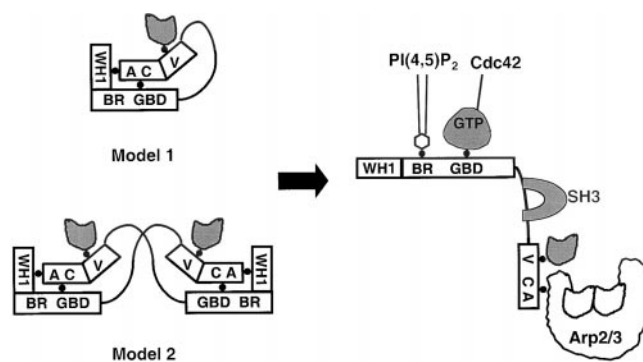 WH1
A C
V
BR GBD
Model 1
WH1
A C
V
BR GBD
V
C A
WH1
GBD BR
Model 2
PI(4,5)P₂
Cdc42
GTP
WH1 BR GBD
SH3
V C A
Arp2/3